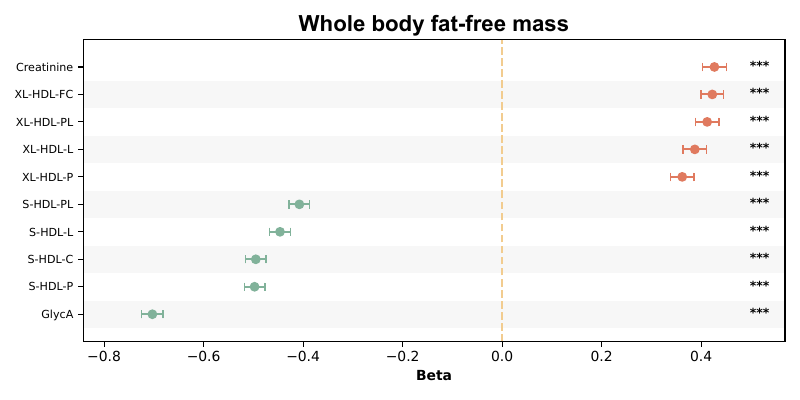 Whole body fat-free mass
Creatinine ***
XL-HDL-FC ***
XL-HDL-PL ***
XL-HDL-L ***
XL-HDL-P ***
S-HDL-PL ***
S-HDL-L ***
S-HDL-C ***
S-HDL-P ***
GlycA ***
−0.8 −0.6 −0.4 −0.2 0.0 0.2 0.4
Beta